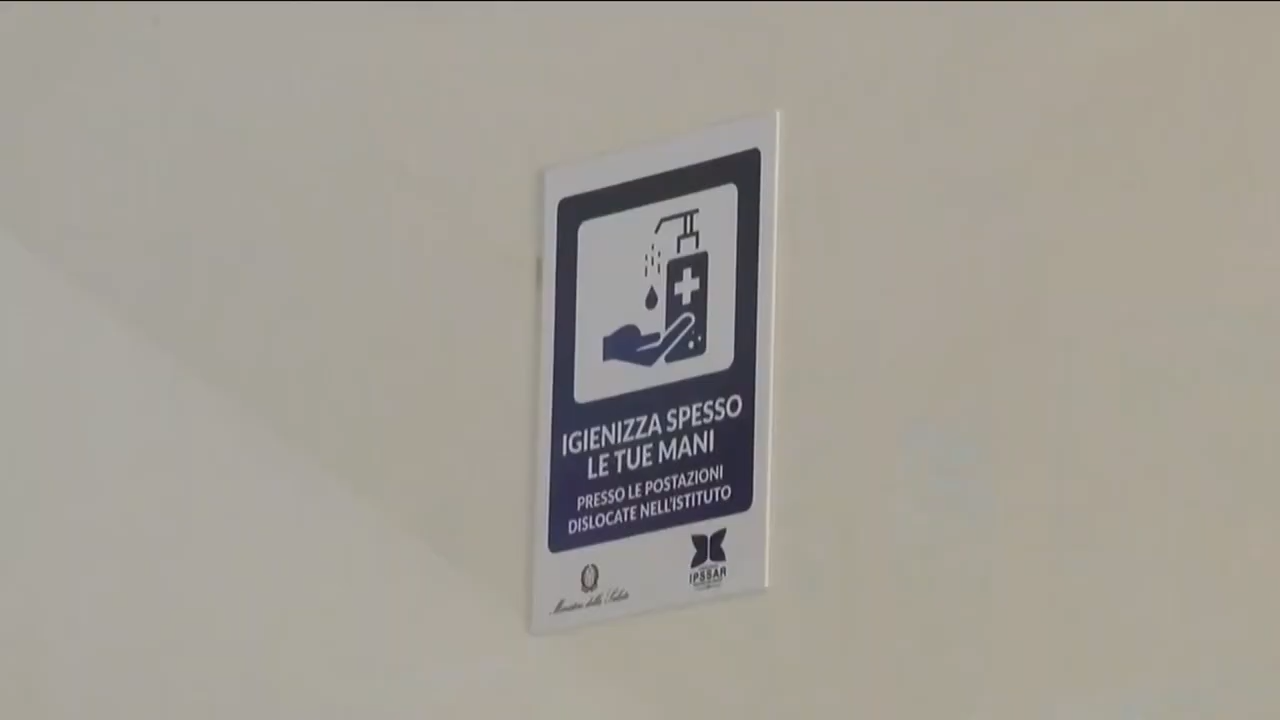 IGIENIZZA SPESSO
LE TUE MANI
PRESSO LE POSTAZIONI
DISLOCATE NELL'ISTITUTO
Ministero della Salute
IPSSAR